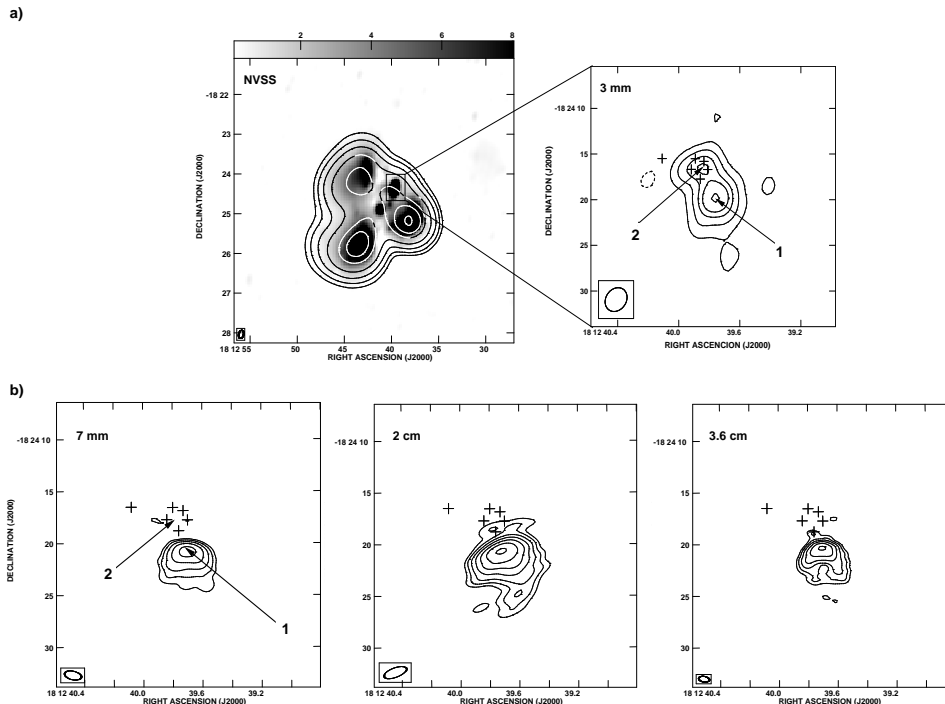 a)
2 4 6 8
NVSS
-18 22
23
24
25
26
27
28
DECLINATION (J2000)
18 12 55 50 45 40 35 30
RIGHT ASCENSION (J2000)
3 mm
-18 24 10
15
20
25
30
DECLINATION (J2000)
2
1
18 12 40.4 40.0 39.6 39.2
RIGHT ASCENCION (J2000)
b)
7 mm
-18 24 10
15
20
25
30
DECLINATION (J2000)
2
1
18 12 40.4 40.0 39.6 39.2
RIGHT ASCENSION (J2000)
2 cm
-18 24 10
15
20
25
30
18 12 40.4 40.0 39.6 39.2
RIGHT ASCENSION (J2000)
3.6 cm
-18 24 10
15
20
25
30
18 12 40.4 40.0 39.6 39.2
RIGHT ASCENSION (J2000)